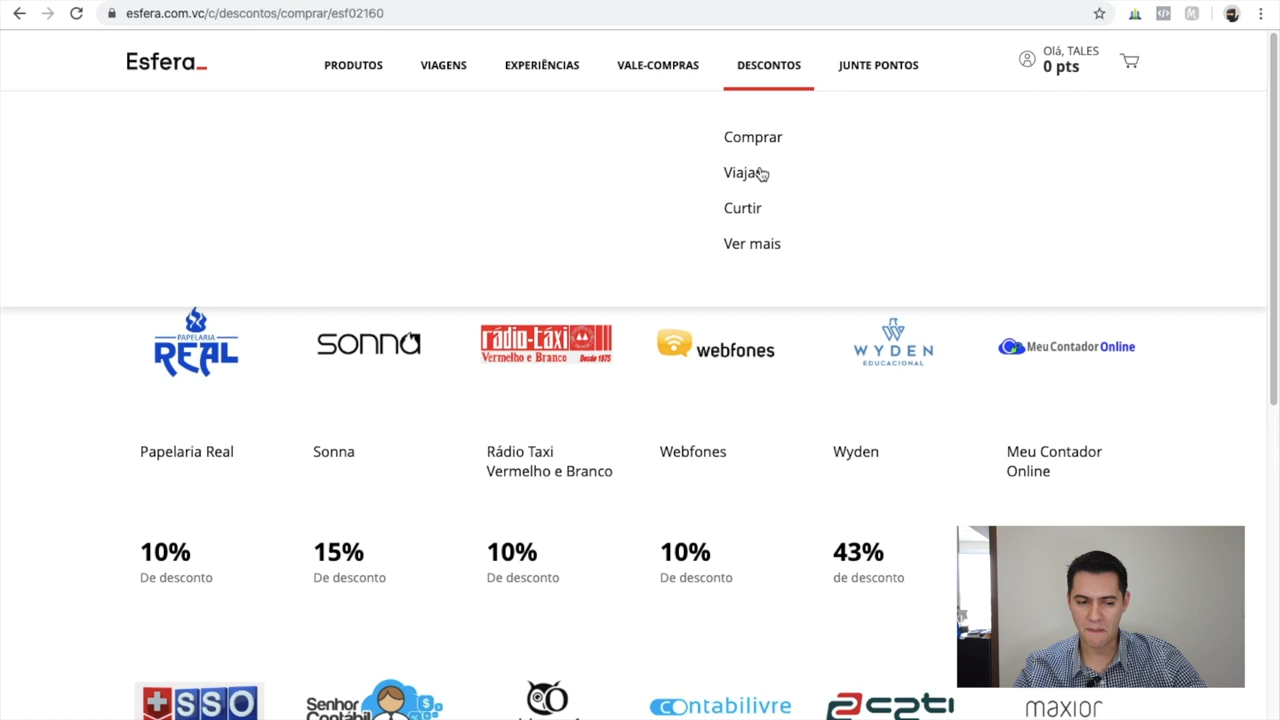 esfera.com.vc/c/descontos/comprar/esf02160
Esfera_
PRODUTOS
VIAGENS
EXPERIÊNCIAS
VALE-COMPRAS
DESCONTOS
JUNTE PONTOS
Olá, TALES
0 pts
Comprar
Viaja
Curtir
Ver mais
PAPELARIA
REAL
sonna
rádio-táxi
Vermelho e Branco Desde 1975
webfones
WYDEN
EDUCACIONAL
Meu Contador Online
Papelaria Real
Sonna
Rádio Taxi
Vermelho e Branco
Webfones
Wyden
Meu Contador
Online
10%
De desconto
15%
De desconto
10%
De desconto
10%
De desconto
43%
de desconto
SSO
Senhor
Contábil
contabilivre
maxior